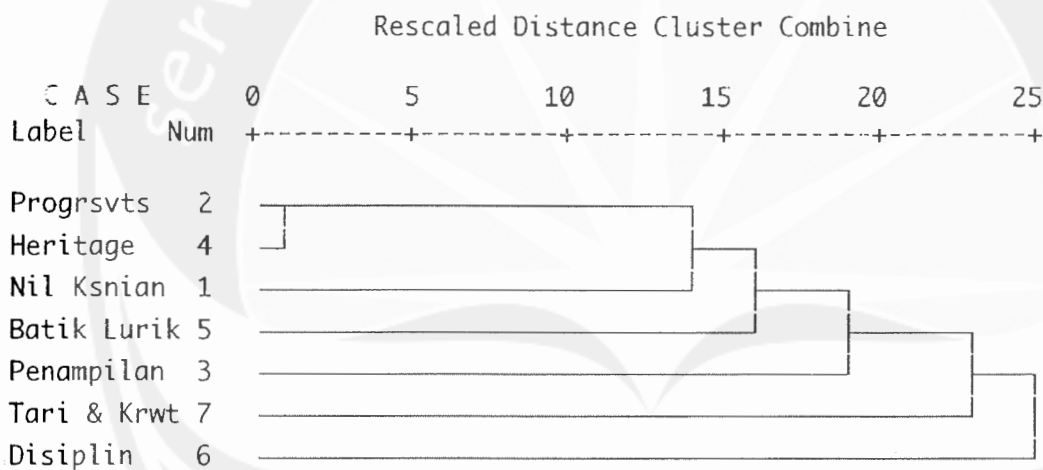 Rescaled Distance Cluster Combine
C A S E 0 5 10 15 20 25
Label Num +---------+---------+---------+---------+---------+
Progrsvts 2
Heritage 4
Nil Ksnian 1
Batik Lurik 5
Penampilan 3
Tari & Krwt 7
Disiplin 6